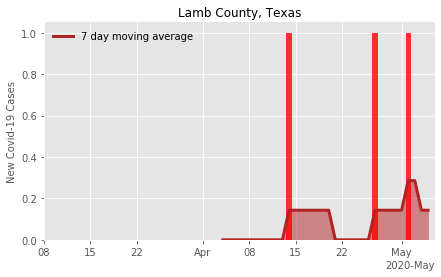 Lamb County, Texas
7 day moving average
New Covid-19 Cases
1.0
0.8
0.6
0.4
0.2
0.0
08 15 22 Apr 08 15 22 May
2020-May